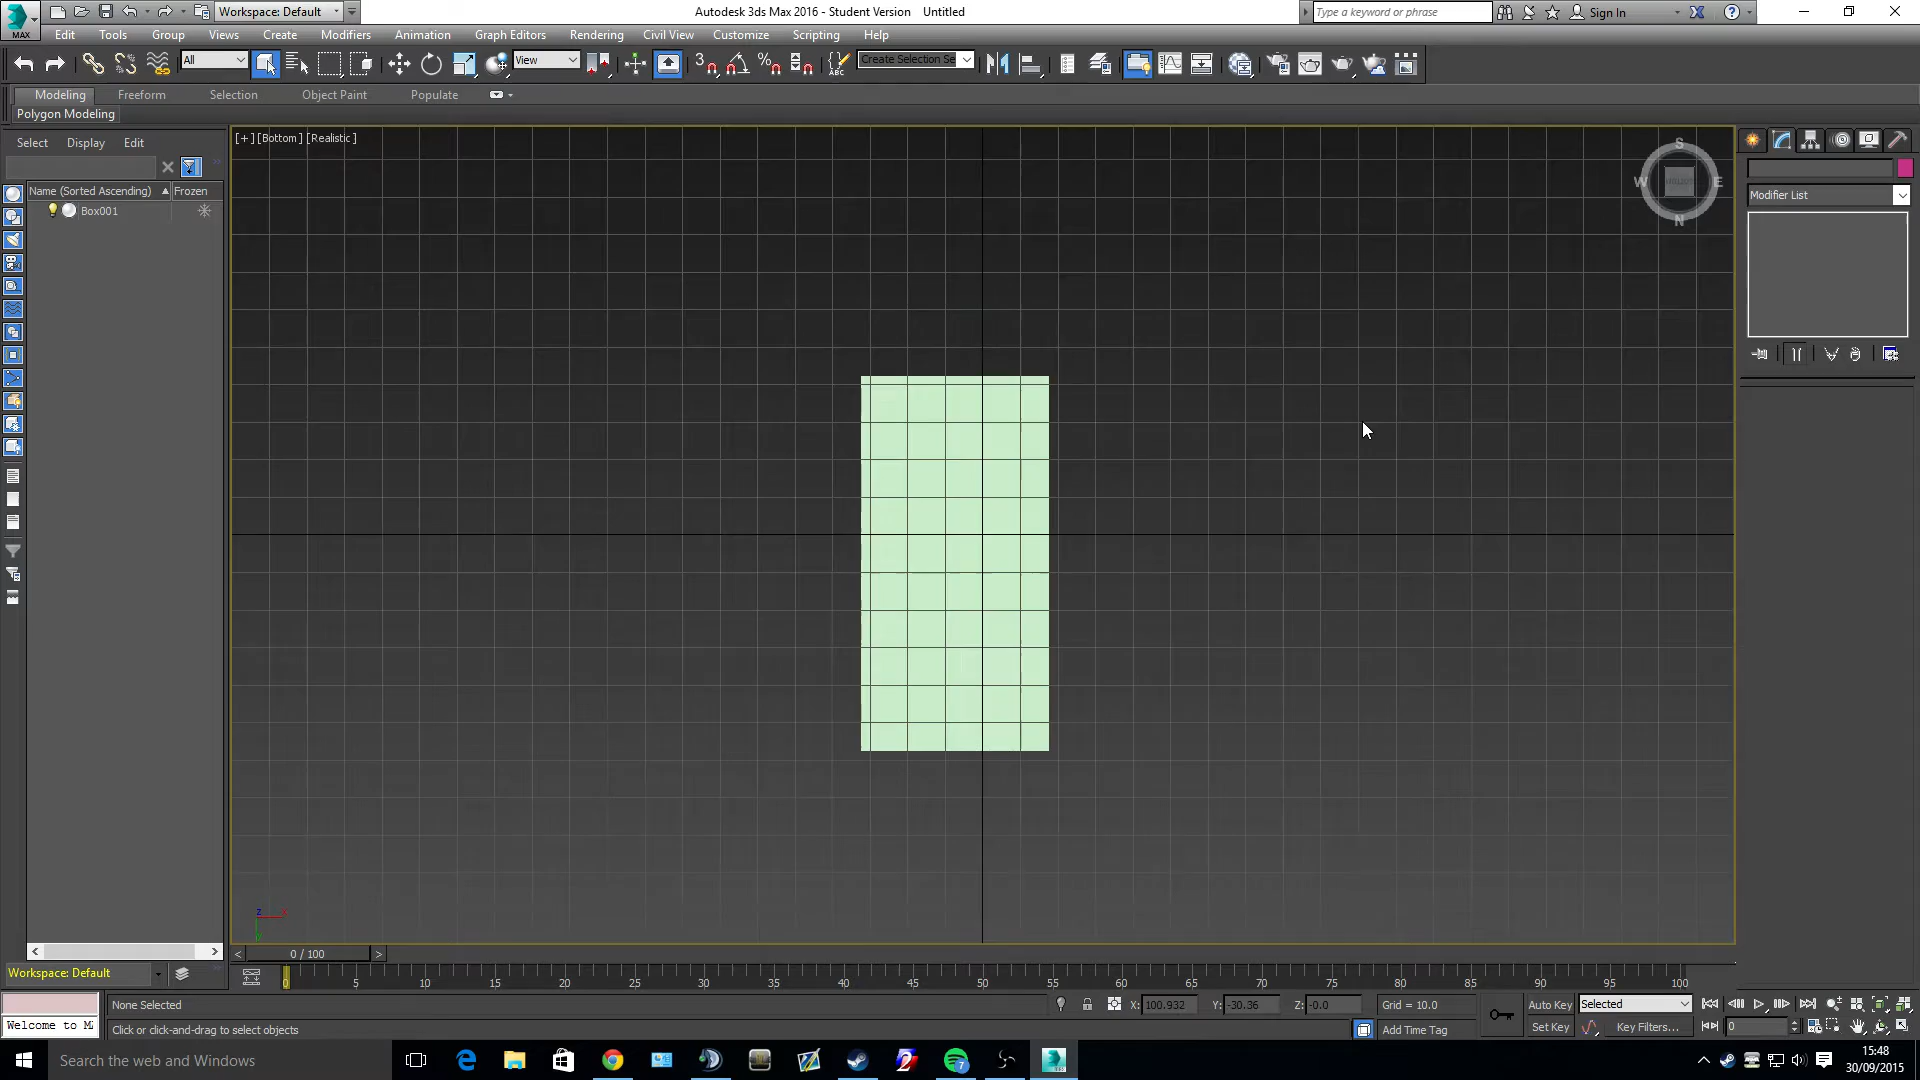 Workspace: Default
Autodesk 3ds Max 2016 - Student Version    Untitled
Type a keyword or phrase
Sign In
MAX
Edit Tools Group Views Create Modifiers Animation Graph Editors Rendering Civil View Customize Scripting Help
All
View
3
Create Selection Se
Modeling Freeform Selection Object Paint Populate
Polygon Modeling
Select Display Edit
[+] [Bottom] [Realistic]
S
W
E
N
Name (Sorted Ascending) Frozen
Modifier List
Box001
z
x
< 0 / 100 >
Workspace: Default
0 5 10 15 20 25 30 35 40 45 50 55 60 65 70 75 80 85 90 95 100
None Selected
X: 100.932 Y: -30.36 Z: -0.0 Grid = 10.0
Auto Key Selected
Welcome to M
Click or click-and-drag to select objects
Add Time Tag
Set Key Key Filters... 0
Search the web and Windows
7
15:48
30/09/2015